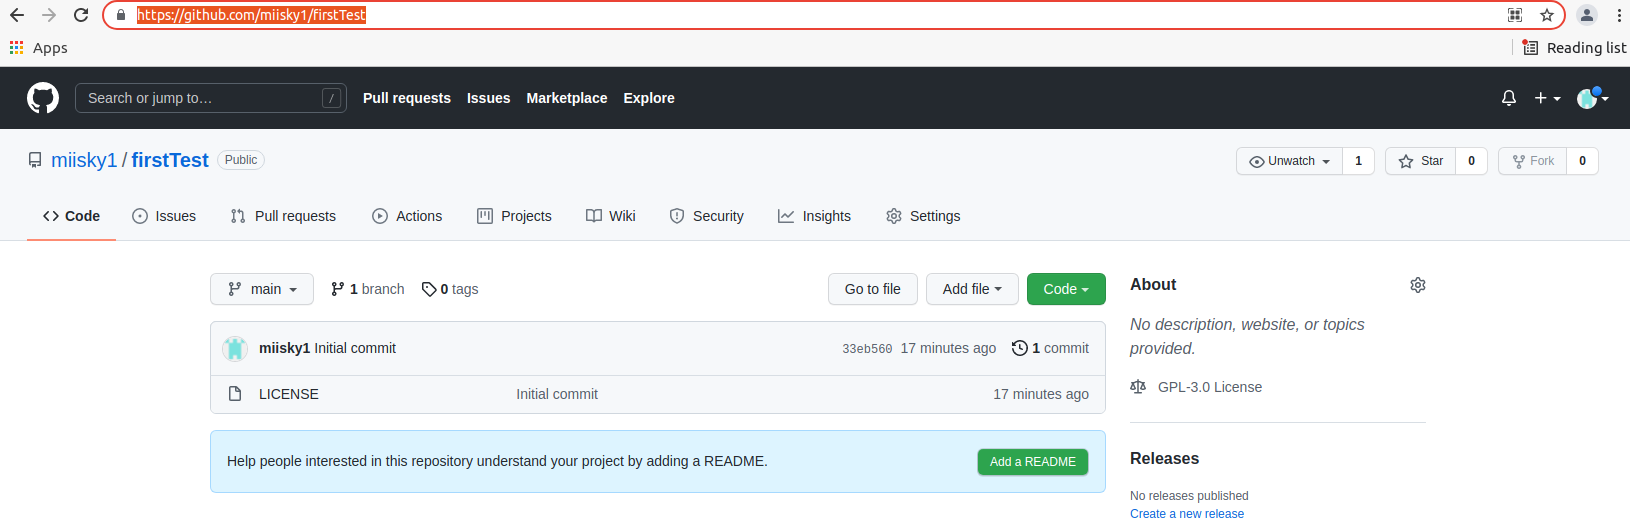 https://github.com/miisky1/firstTest
Apps
Reading list
Search or jump to… /
Pull requests Issues Marketplace Explore
miisky1 / firstTest Public
Unwatch 1 Star 0 Fork 0
Code Issues Pull requests Actions Projects Wiki Security Insights Settings
main 1 branch 0 tags Go to file Add file Code
miisky1 Initial commit 33eb560 17 minutes ago 1 commit
LICENSE Initial commit 17 minutes ago
Help people interested in this repository understand your project by adding a README. Add a README
About
No description, website, or topics
provided.
GPL-3.0 License
Releases
No releases published
Create a new release